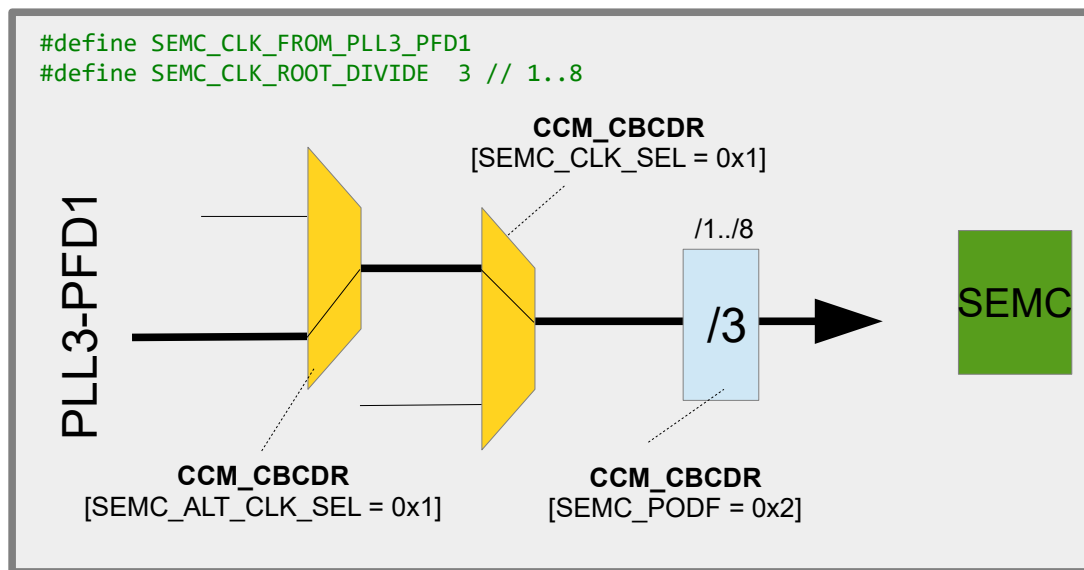 #define SEMC_CLK_FROM_PLL3_PFD1
#define SEMC_CLK_ROOT_DIVIDE  3 // 1..8
CCM_CBCDR
[SEMC_CLK_SEL = 0x1]
PLL3-PFD1
/1../8
/3
SEMC
CCM_CBCDR
[SEMC_ALT_CLK_SEL = 0x1]
CCM_CBCDR
[SEMC_PODF = 0x2]